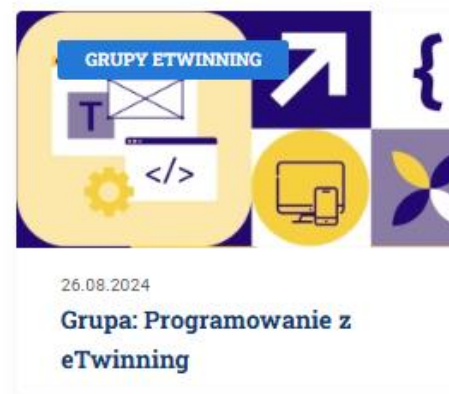 GRUPY ETWINNING
T
</>
{
26.08.2024
Grupa: Programowanie z
eTwinning